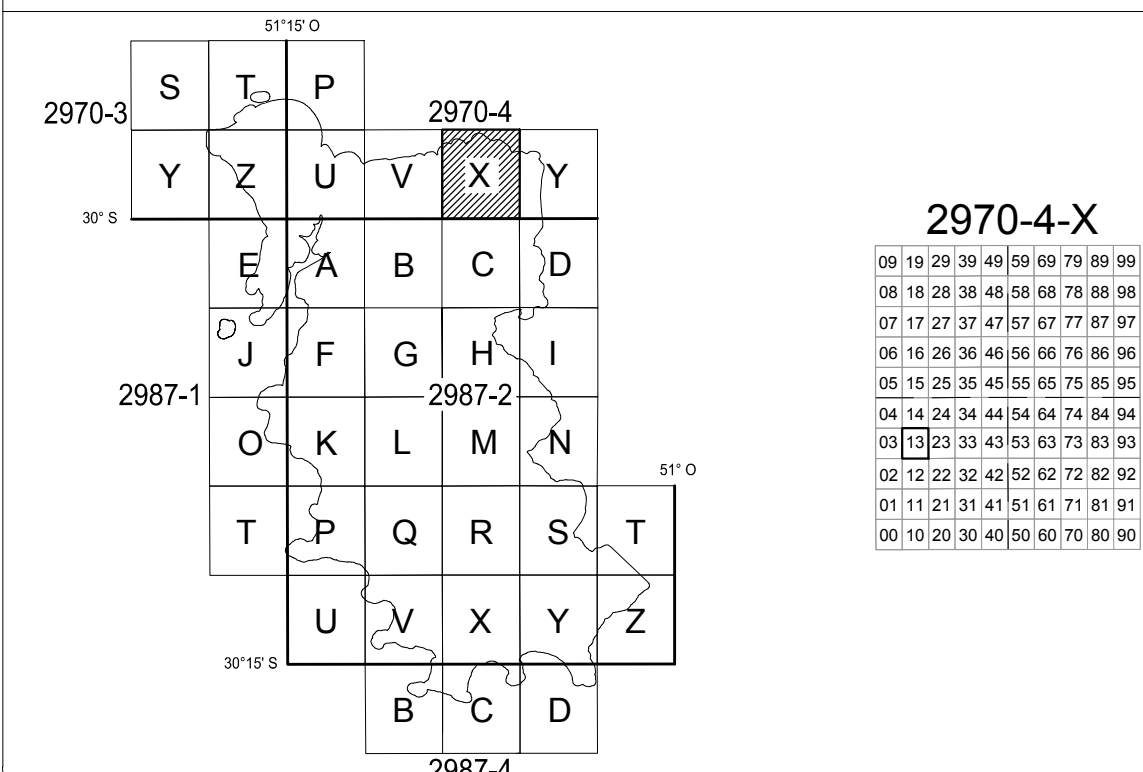 51°15' O
S T P
2970-3 2970-4
Y Z U V X Y
30° S
E A B C D
J F G H I
2987-1 2987-2
O K L M N
51° O
T P Q R S T
U V X Y Z
30°15' S
B C D
2987-4
2970-4-X
09 19 29 39 49 59 69 79 89 99
08 18 28 38 48 58 68 78 88 98
07 17 27 37 47 57 67 77 87 97
06 16 26 36 46 56 66 76 86 96
05 15 25 35 45 55 65 75 85 95
04 14 24 34 44 54 64 74 84 94
03 13 23 33 43 53 63 73 83 93
02 12 22 32 42 52 62 72 82 92
01 11 21 31 41 51 61 71 81 91
00 10 20 30 40 50 60 70 80 90